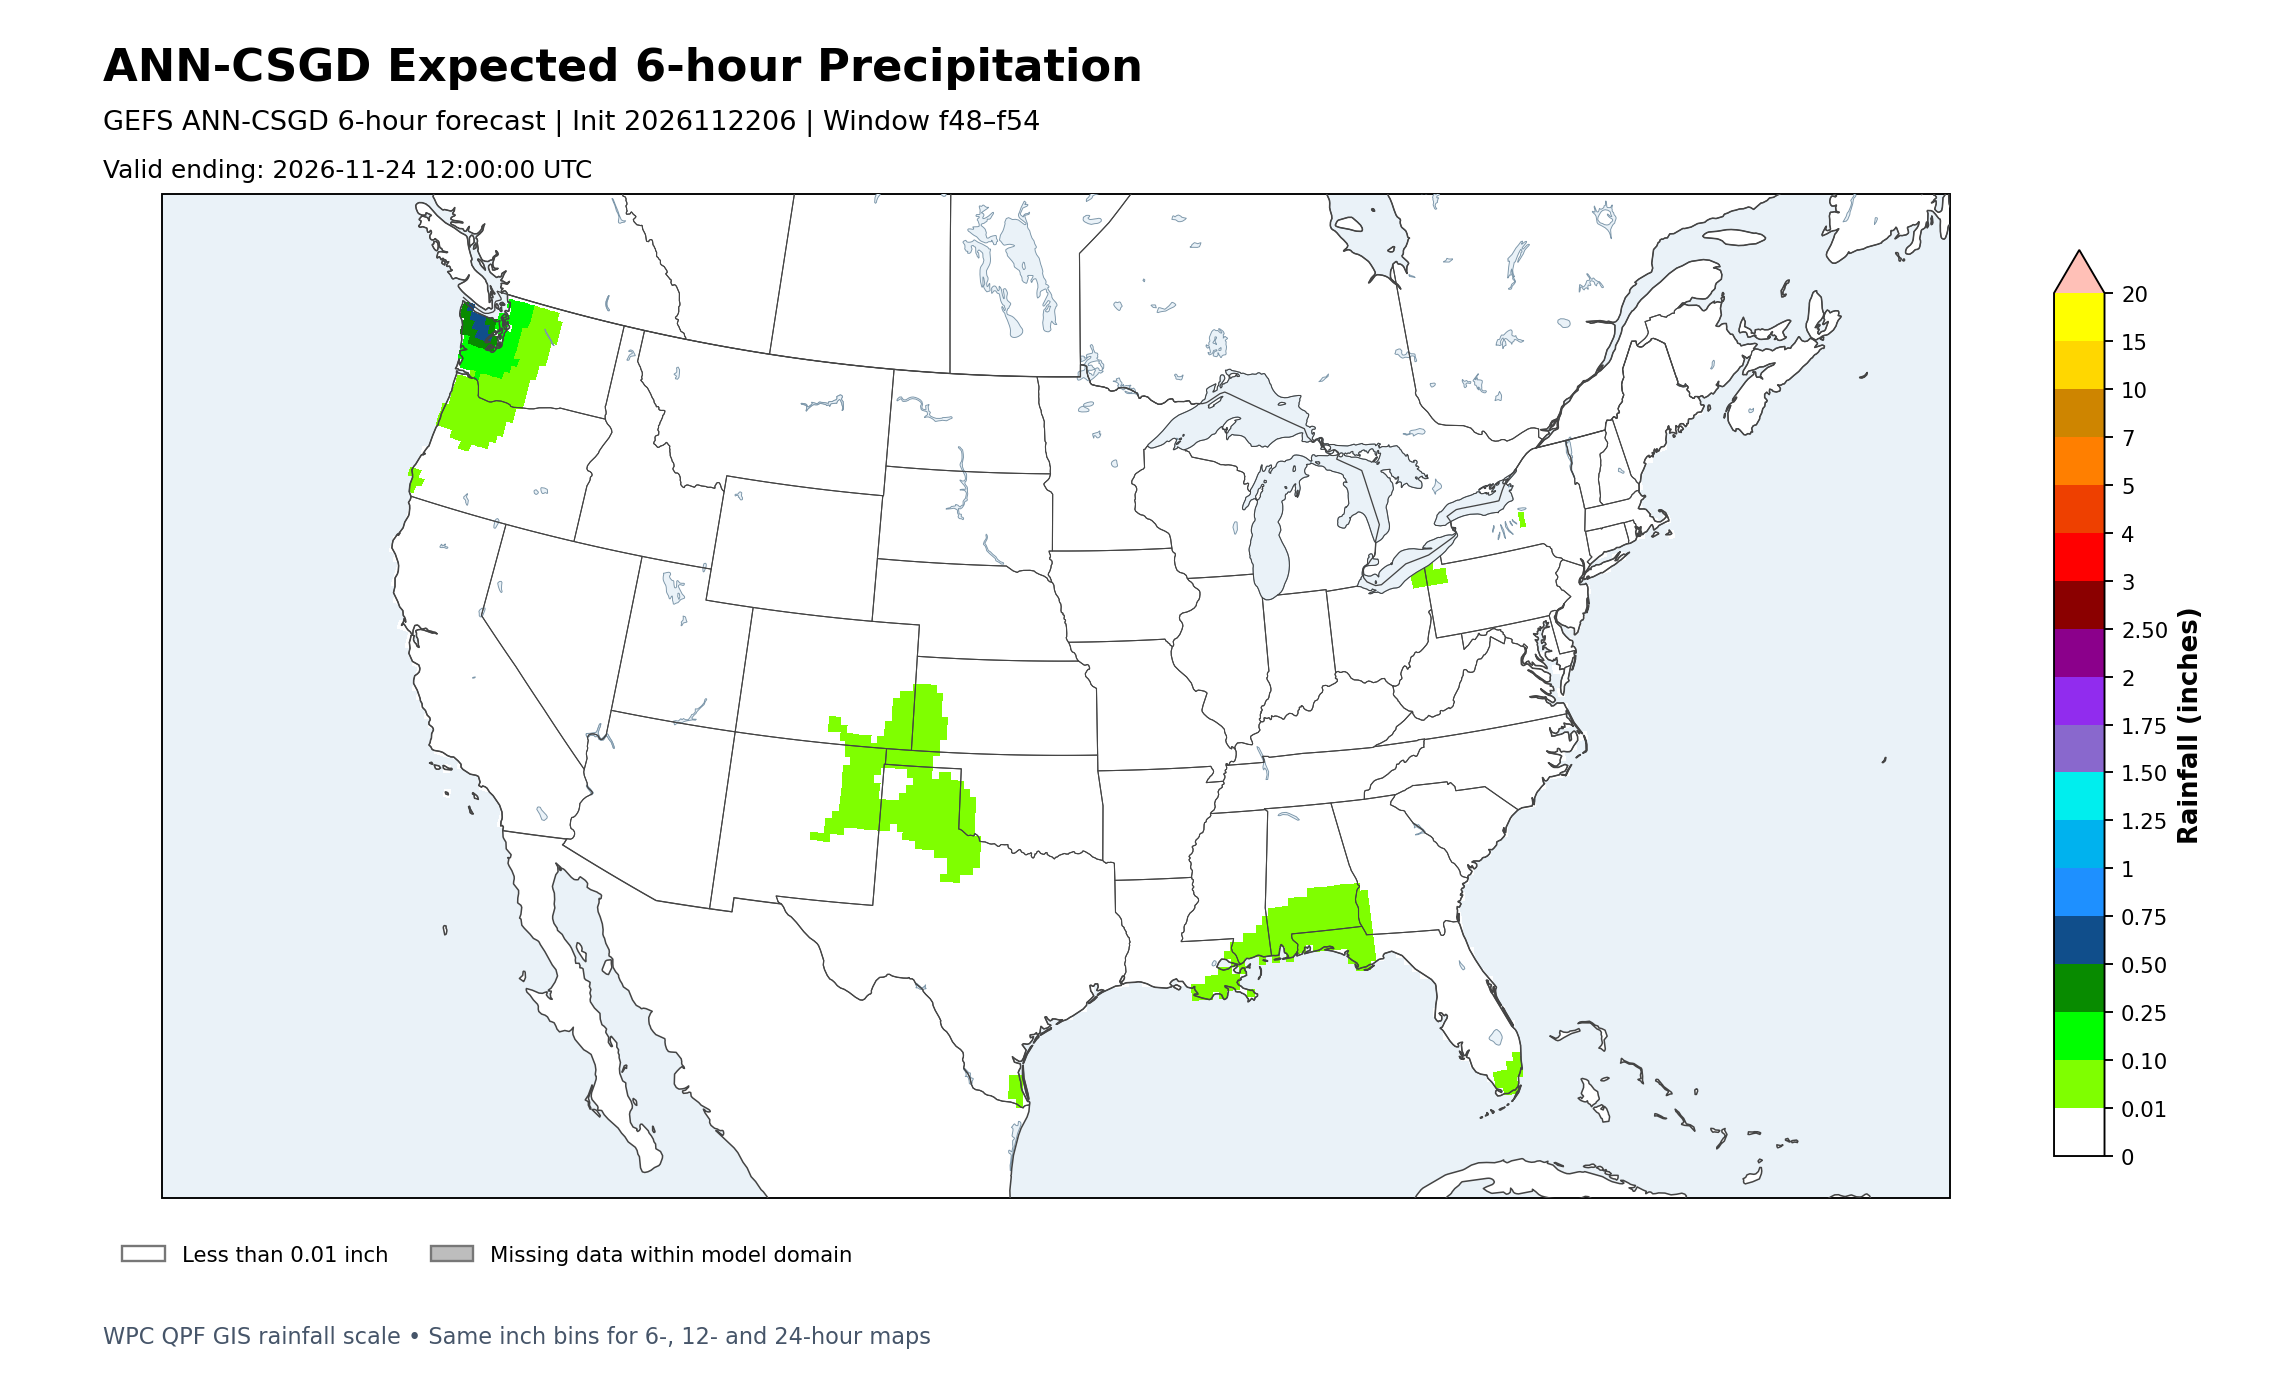 ANN-CSGD Expected 6-hour Precipitation
GEFS ANN-CSGD 6-hour forecast | Init 2026112206 | Window f48–f54
Valid ending: 2026-11-24 12:00:00 UTC
20
15
10
7
5
4
3
2.50
2
1.75
1.50
1.25
1
0.75
0.50
0.25
0.10
0.01
0
Rainfall (inches)
Less than 0.01 inch
Missing data within model domain
WPC QPF GIS rainfall scale • Same inch bins for 6-, 12- and 24-hour maps